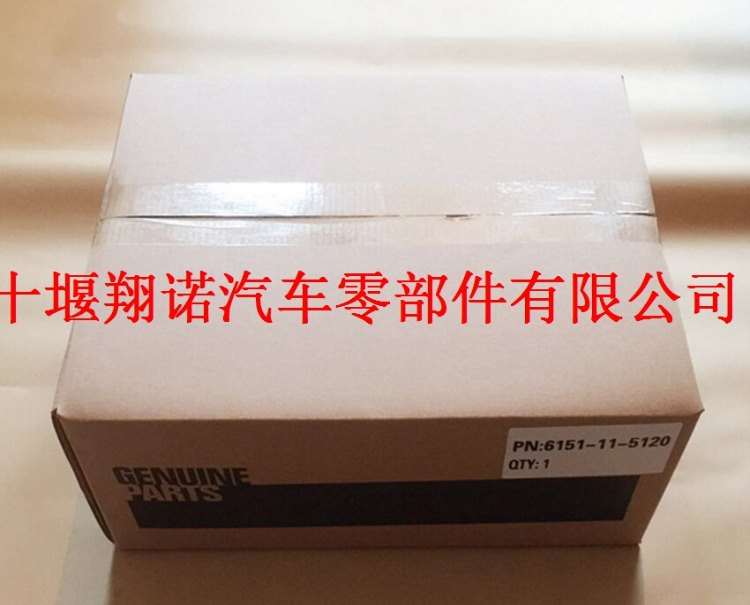 十堰翔诺汽车零部件有限公司
PN:6151-11-5120
QTY: 1
GENUINE
PARTS